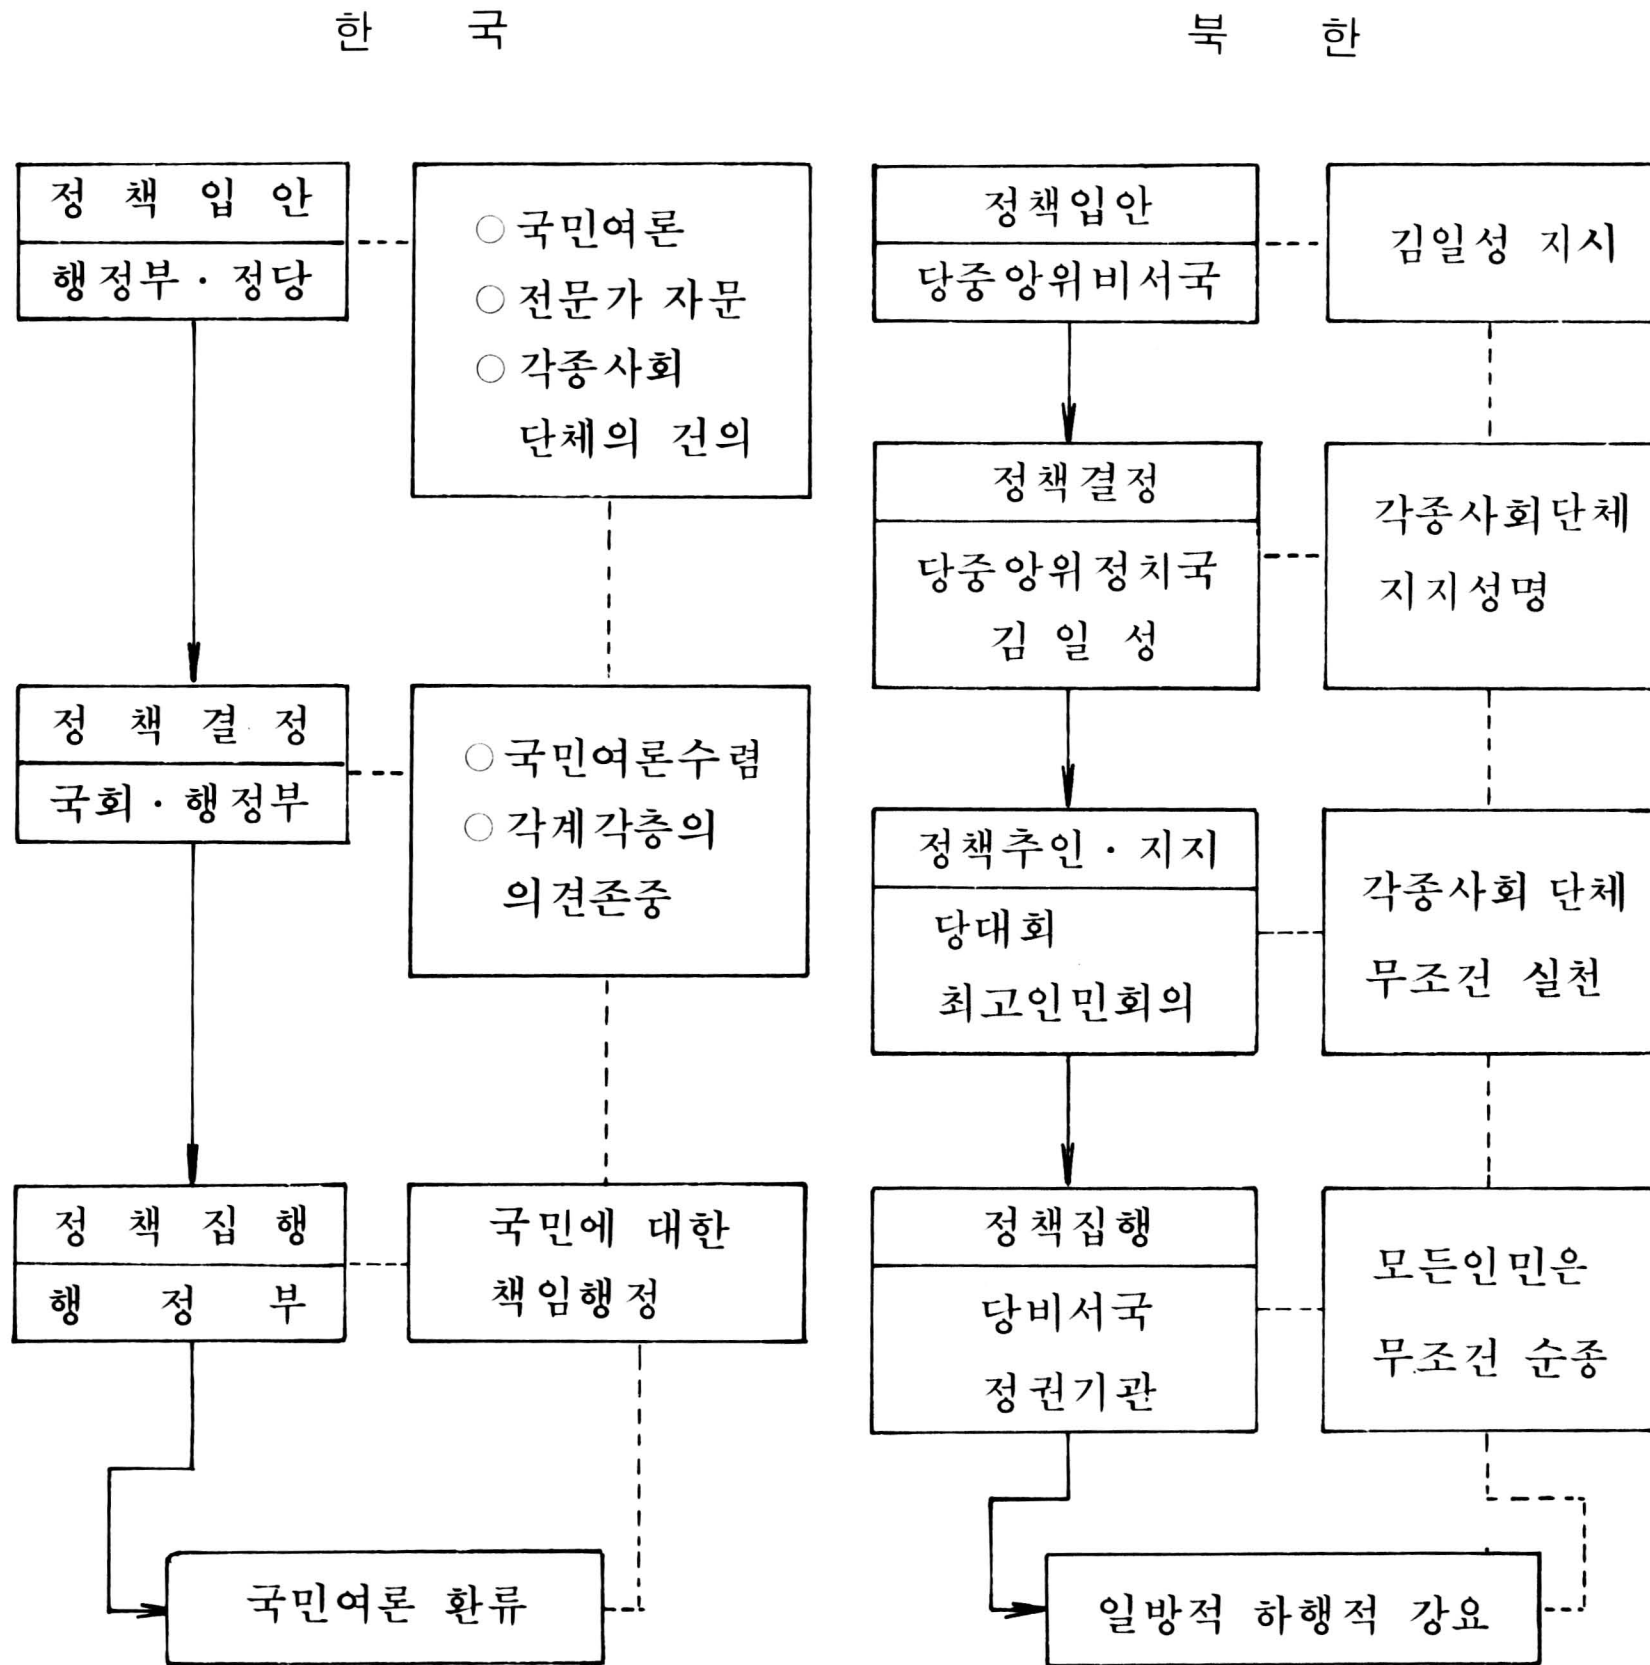 한 국
정 책 입 안
행정부·정당
○ 국민여론
○ 전문가 자문
○ 각종사회
단체의 건의
정 책 결 정
국회·행정부
○ 국민여론수렴
○ 각계각층의
의견존중
정 책 집 행
행 정 부
국민에 대한
책임행정
국민여론 환류
북 한
정책입안
당중앙위비서국
김일성 지시
정책결정
당중앙위정치국
김 일 성
각종사회단체
지지성명
정책추인·지지
당대회
최고인민회의
각종사회 단체
무조건 실천
정책집행
당비서국
정권기관
모든인민은
무조건 순종
일방적 하행적 강요